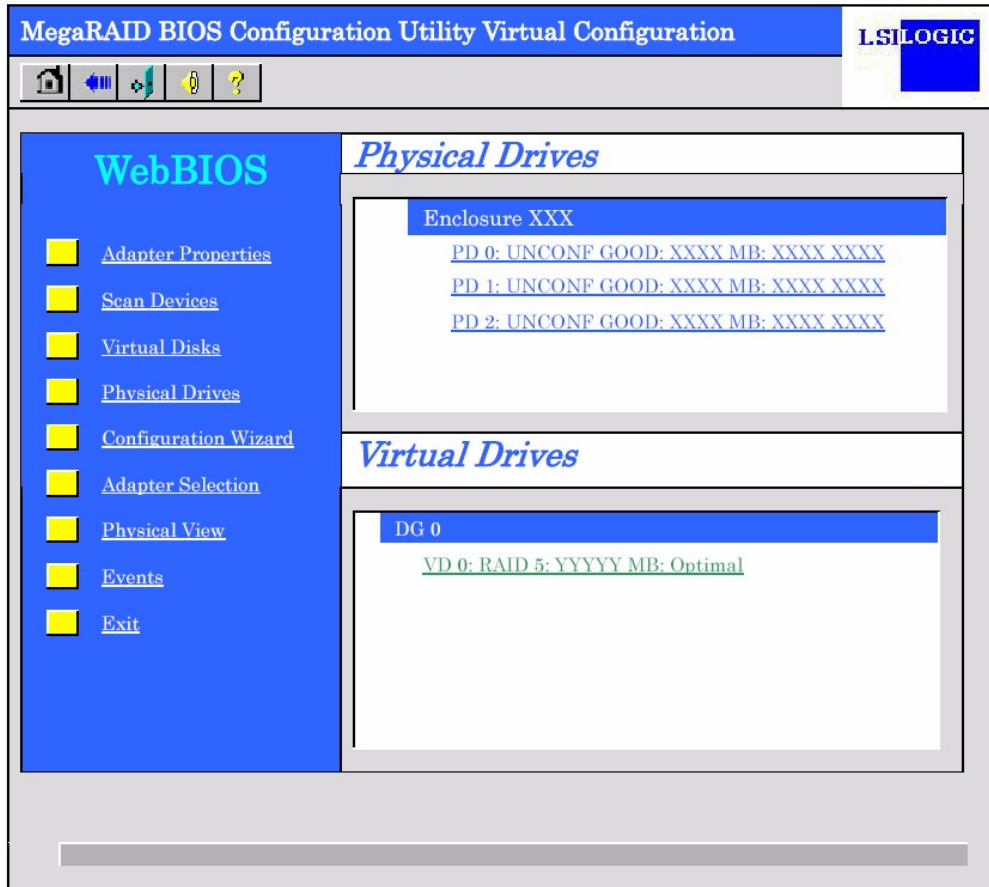 MegaRAID BIOS Configuration Utility Virtual Configuration
LSILOGIC
?
WebBIOS
Adapter Properties
Scan Devices
Virtual Disks
Physical Drives
Configuration Wizard
Adapter Selection
Physical View
Events
Exit
Physical Drives
Enclosure XXX
PD 0: UNCONF GOOD: XXXX MB: XXXX XXXX
PD 1: UNCONF GOOD: XXXX MB: XXXX XXXX
PD 2: UNCONF GOOD: XXXX MB: XXXX XXXX
Virtual Drives
DG 0
VD 0: RAID 5: YYYYY MB: Optimal